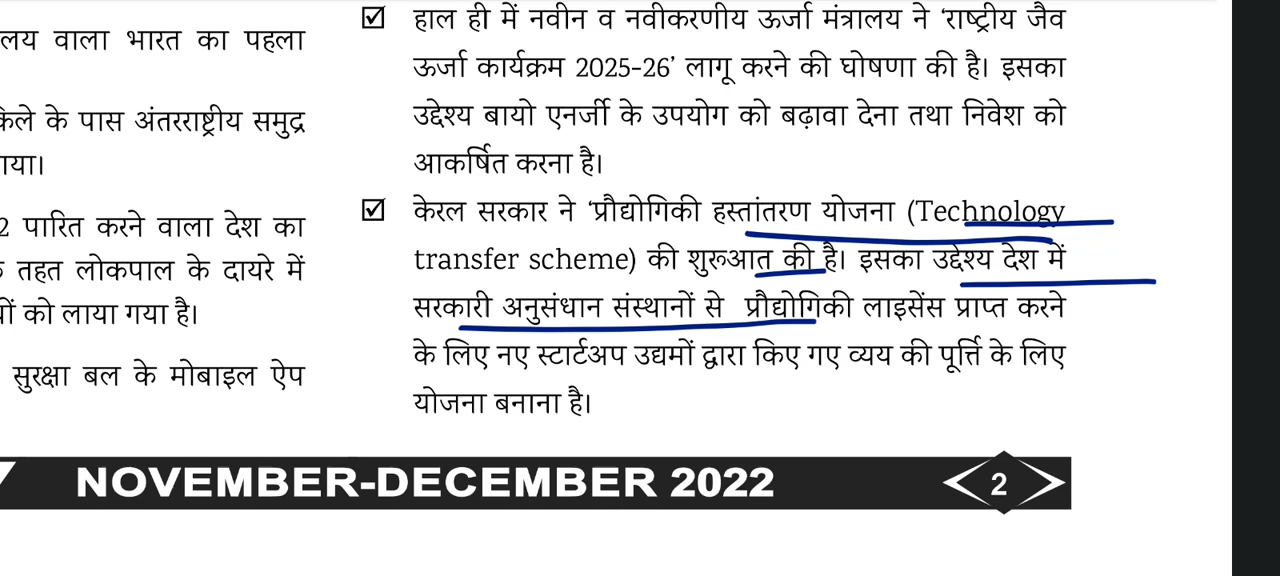 लय वाला भारत का पहला
किले के पास अंतरराष्ट्रीय समुद्र
गया।
2 पारित करने वाला देश का
तहत लोकपाल के दायरे में
को लाया गया है।
सुरक्षा बल के मोबाइल ऐप
हाल ही में नवीन व नवीकरणीय ऊर्जा मंत्रालय ने ‘राष्ट्रीय जैव
ऊर्जा कार्यक्रम 2025-26’ लागू करने की घोषणा की है। इसका
उद्देश्य बायो एनर्जी के उपयोग को बढ़ावा देना तथा निवेश को
आकर्षित करना है।
केरल सरकार ने ‘प्रौद्योगिकी हस्तांतरण योजना (Technology
transfer scheme) की शुरूआत की है। इसका उद्देश्य देश में
सरकारी अनुसंधान संस्थानों से प्रौद्योगिकी लाइसेंस प्राप्त करने
के लिए नए स्टार्टअप उद्यमों द्वारा किए गए व्यय की पूर्त्ति के लिए
योजना बनाना है।
NOVEMBER-DECEMBER 2022
2